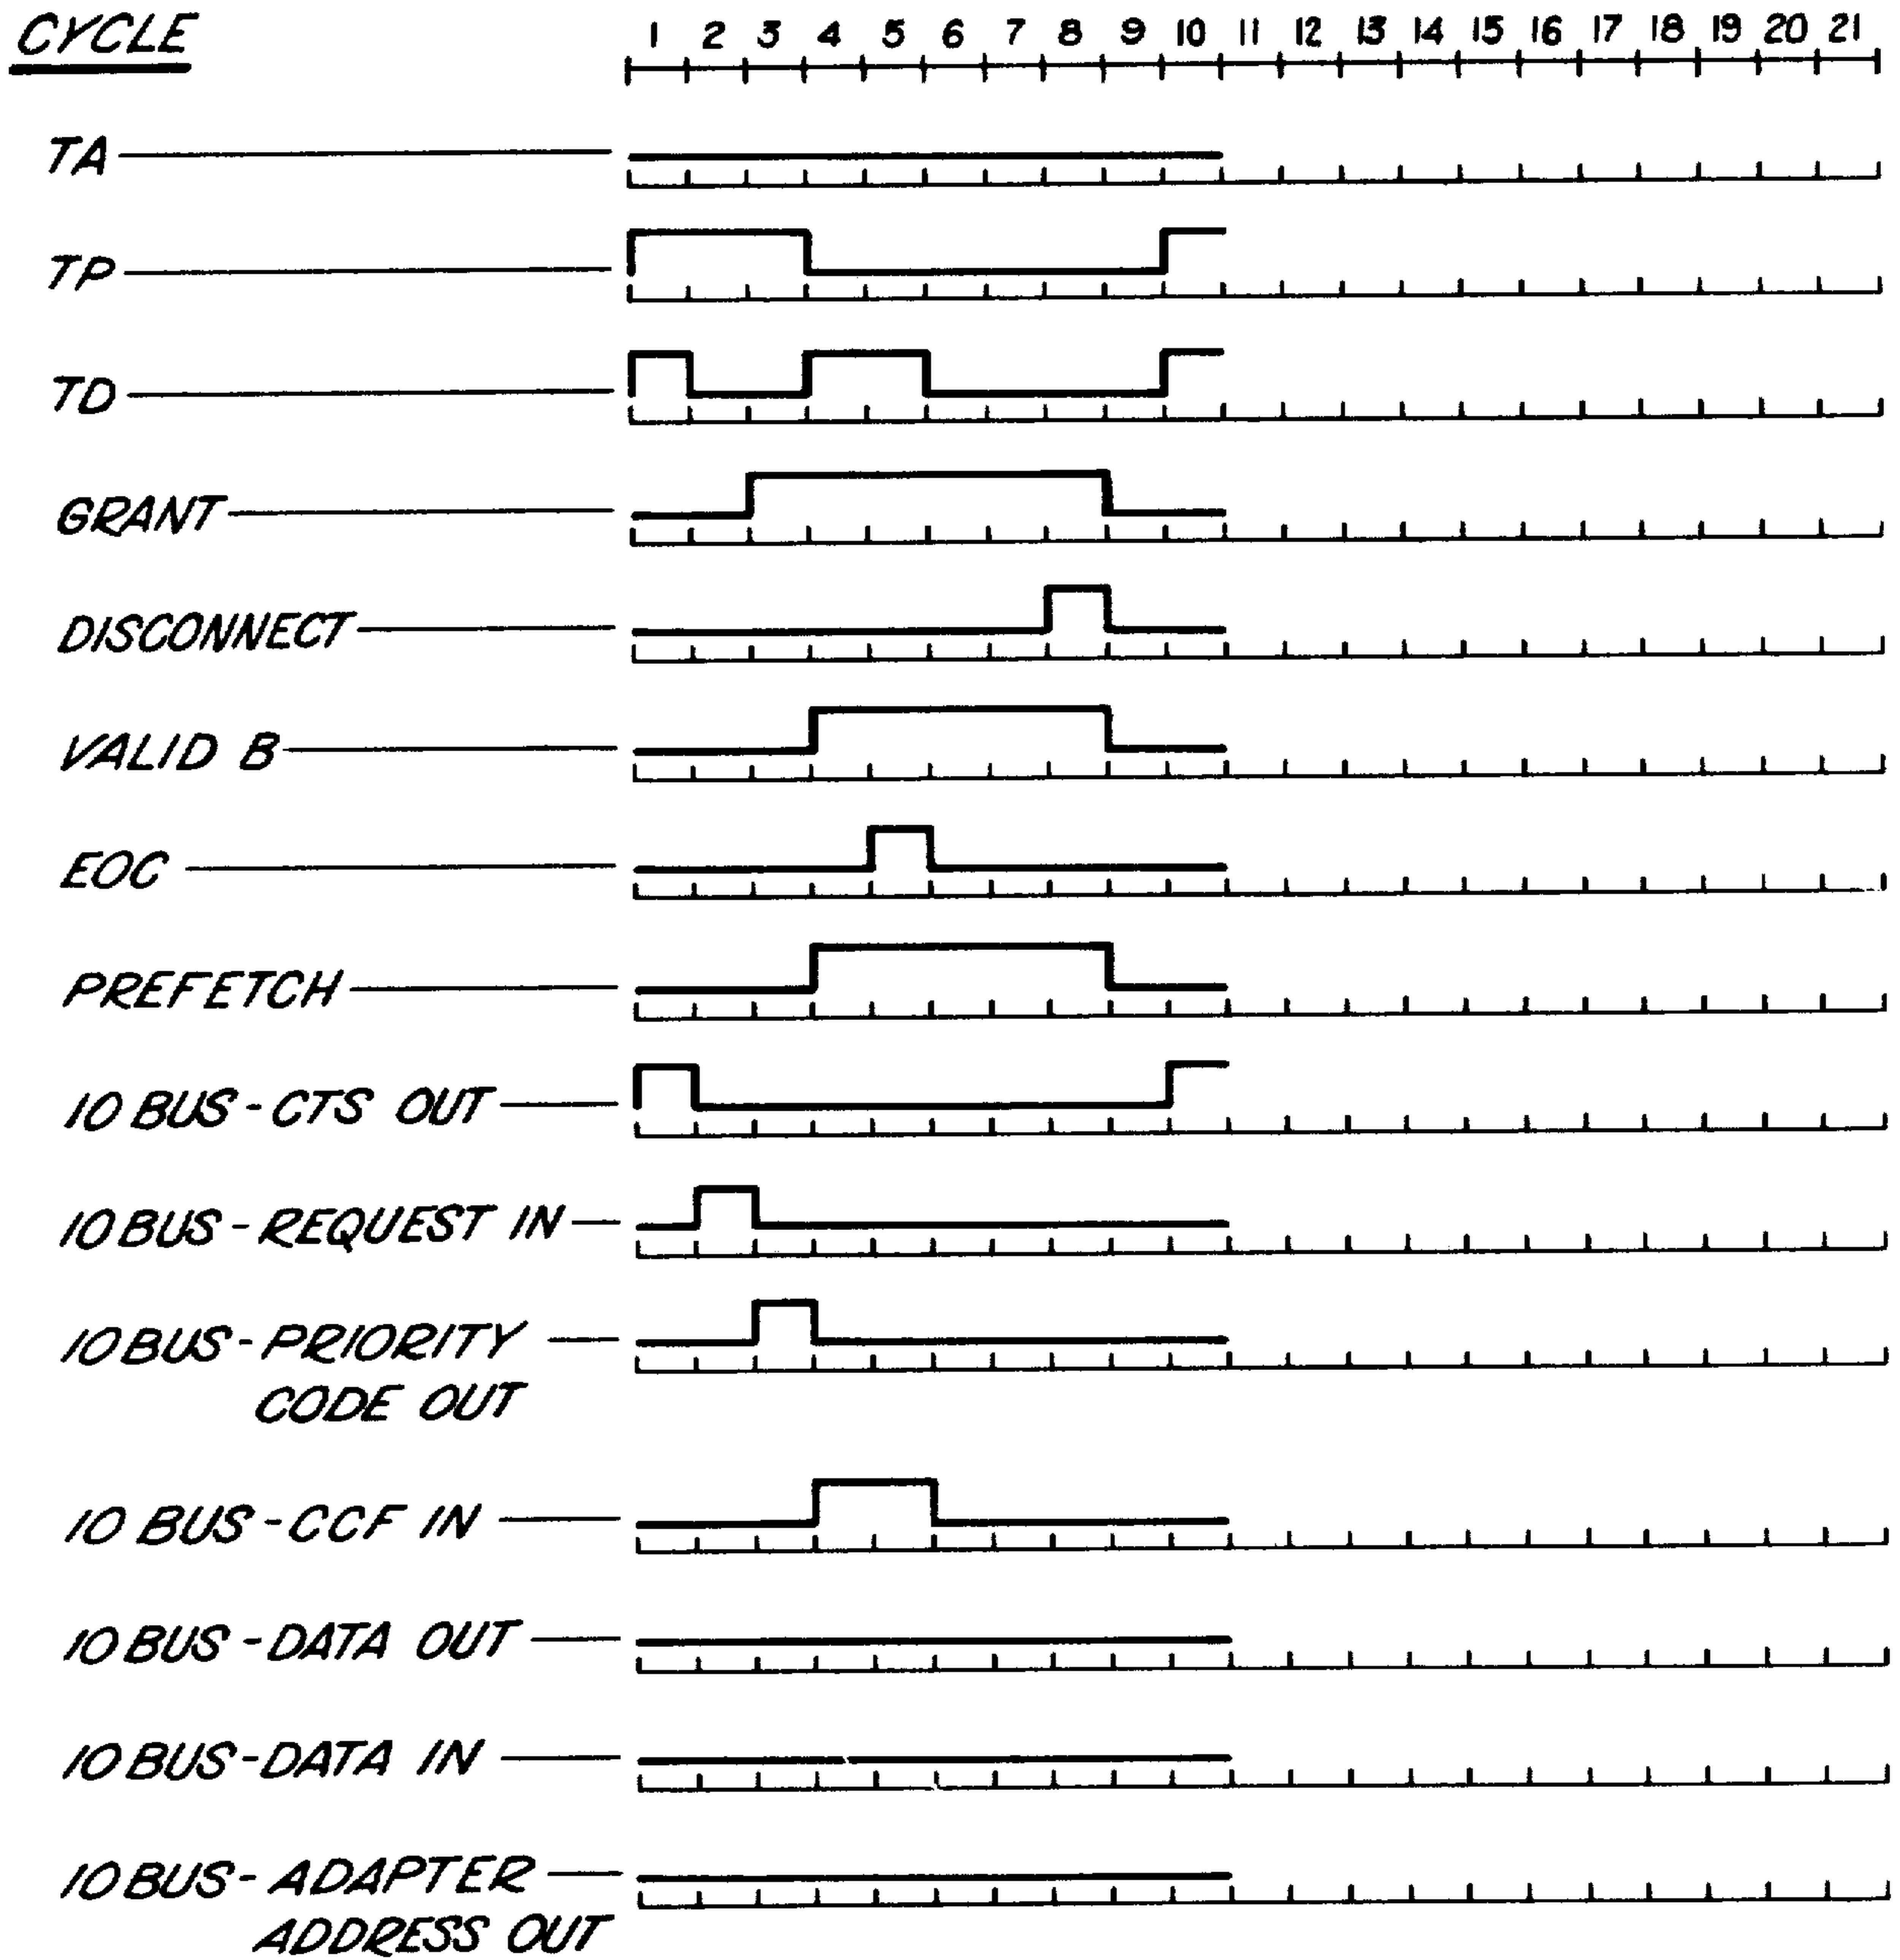 CYCLE 1 2 3 4 5 6 7 8 9 10 11 12 13 14 15 16 17 18 19 20 21
TA
TP
TD
GRANT
DISCONNECT
VALID B
EOC
PREFETCH
IO BUS - CTS OUT
IO BUS - REQUEST IN
IO BUS - PRIORITY
CODE OUT
IO BUS - CCF IN
IO BUS - DATA OUT
IO BUS - DATA IN
IO BUS - ADAPTER
ADDRESS OUT